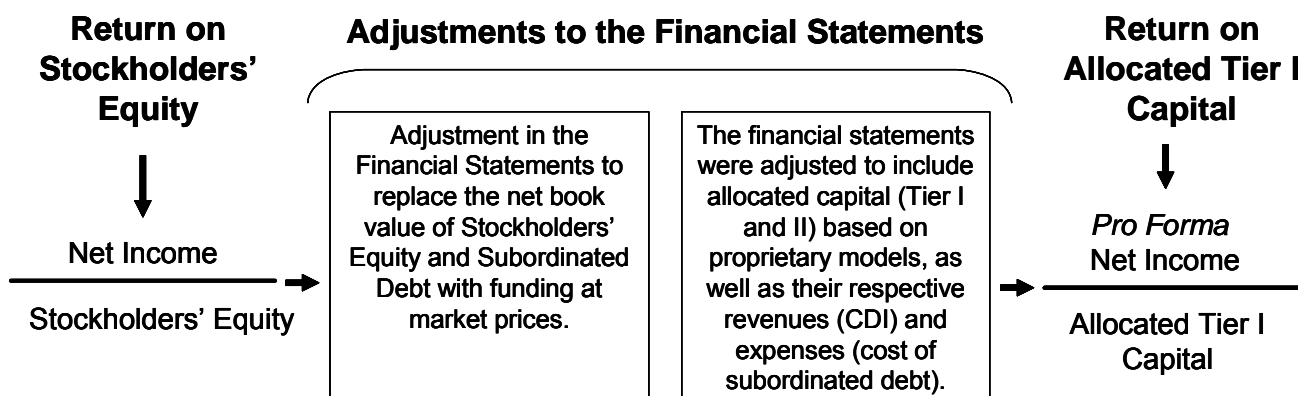 Return on
Stockholders'
Equity
Net Income
Stockholders' Equity
Adjustments to the Financial Statements
Adjustment in the
Financial Statements to
replace the net book
value of Stockholders'
Equity and Subordinated
Debt with funding at
market prices.
The financial statements
were adjusted to include
allocated capital (Tier I
and II) based on
proprietary models, as
well as their respective
revenues (CDI) and
expenses (cost of
subordinated debt).
Return on
Allocated Tier I
Capital
Pro Forma
Net Income
Allocated Tier I
Capital